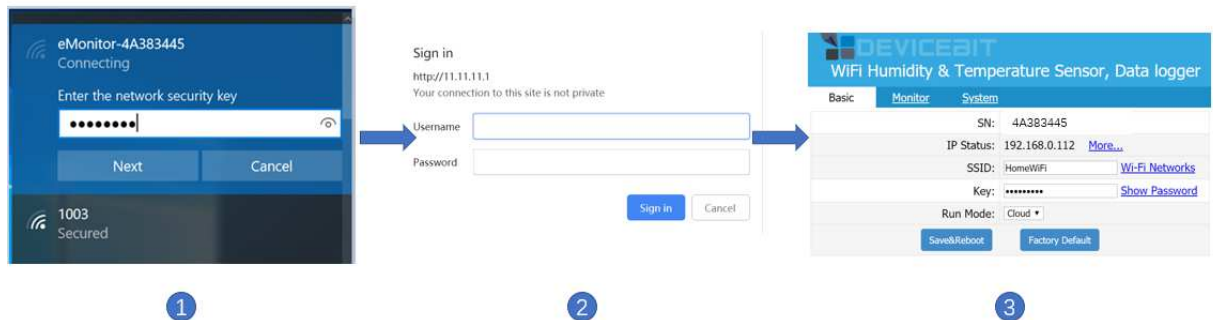 eMonitor-4A383445
Connecting
Enter the network security key
Next Cancel
1003
Secured
1
Sign in
http://11.11.11.1
Your connection to this site is not private
Username
Password
Sign in Cancel
2
DEVICEBIT
WiFi Humidity & Temperature Sensor, Data logger
Basic Monitor System
SN: 4A383445
IP Status: 192.168.0.112 More...
SSID: HomeWiFi Wi-Fi Networks
Key: ••••••••• Show Password
Run Mode: Cloud
Save&Reboot Factory Default
3